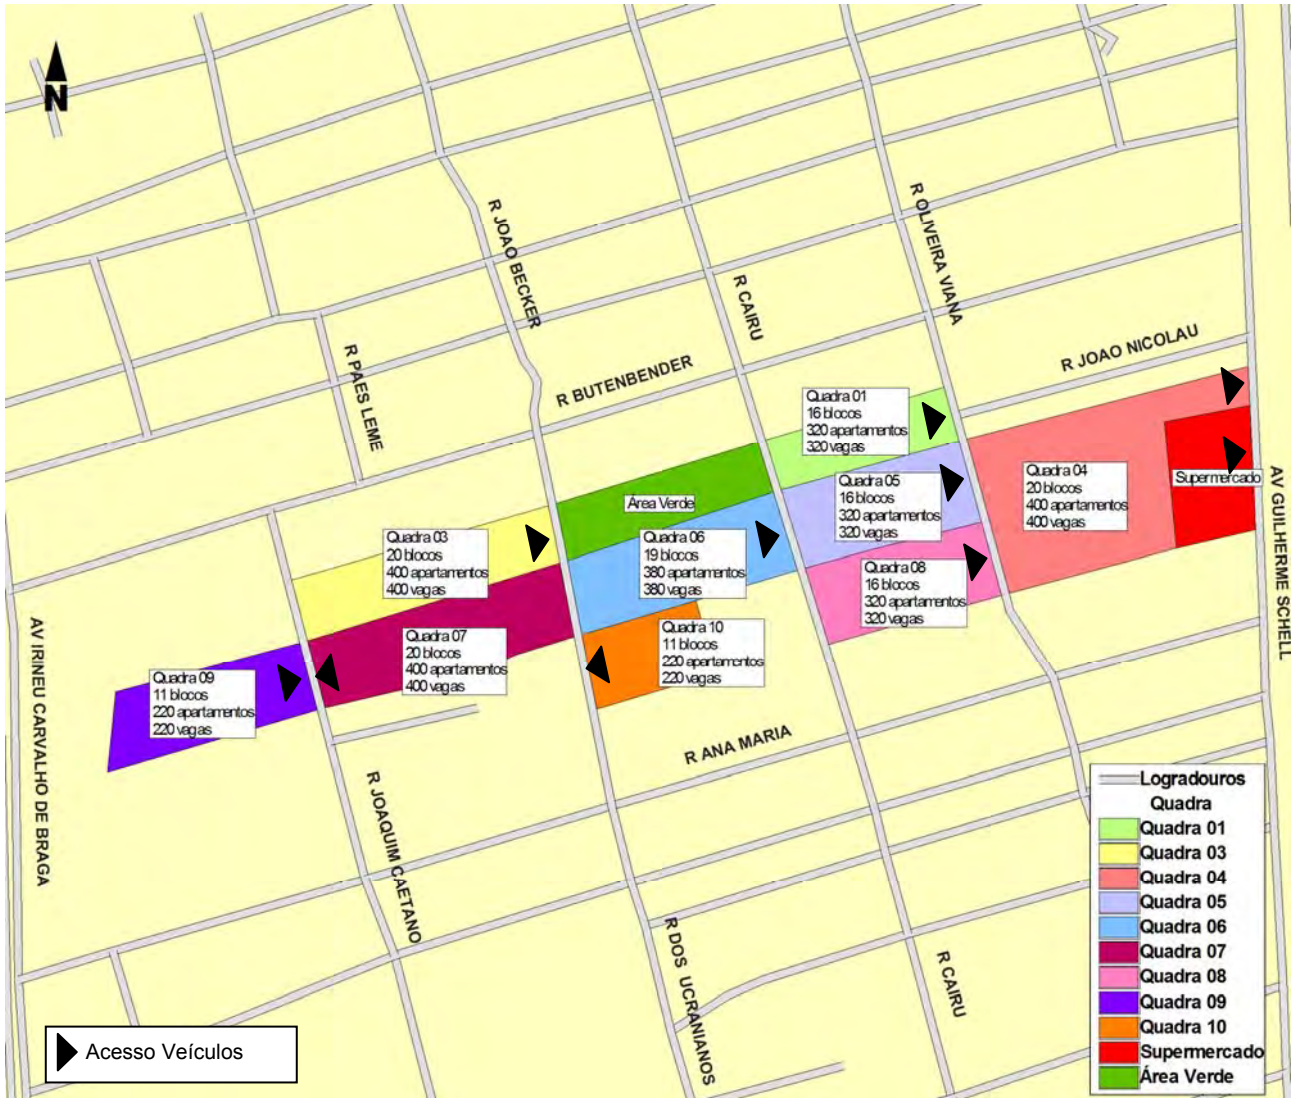 N
R JOAO BECKER
R OLIVEIRA VIANA
R CAIRU
R PAES LEME
R BUTENBENDER
R JOAO NICOLAU
Quadra 01
16 blocos
320 apartamentos
320 vagas
Quadra 05
16 blocos
320 apartamentos
320 vagas
Quadra 04
20 blocos
400 apartamentos
400 vagas
Supermercado
Área Verde
Quadra 03
20 blocos
400 apartamentos
400 vagas
Quadra 06
19 blocos
380 apartamentos
380 vagas
Quadra 08
16 blocos
320 apartamentos
320 vagas
Quadra 07
20 blocos
400 apartamentos
400 vagas
Quadra 10
11 blocos
220 apartamentos
220 vagas
Quadra 09
11 blocos
220 apartamentos
220 vagas
AV GUILHERME SCHELL
AV IRINEU CARVALHO DE BRAGA
R ANA MARIA
R JOAQUIM CAETANO
R DOS UCRANIANOS
R CAIRU
Acesso Veículos
Logradouros
Quadra
Quadra 01
Quadra 03
Quadra 04
Quadra 05
Quadra 06
Quadra 07
Quadra 08
Quadra 09
Quadra 10
Supermercado
Área Verde